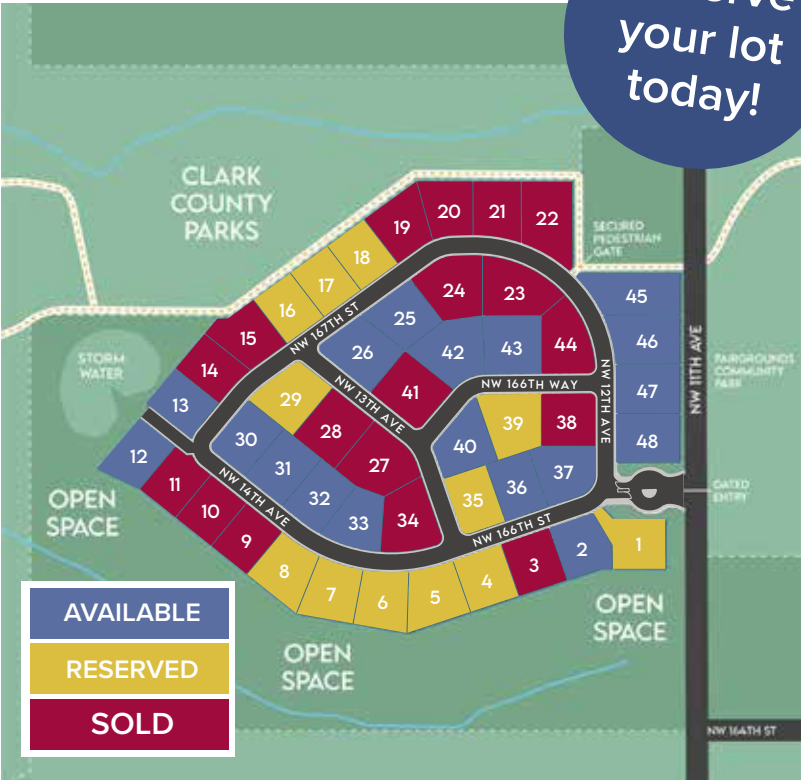 your lot
today!
CLARK
COUNTY
PARKS
SECURED
PEDESTRIAN
GATE
19
20
21
22
18
17
16
15
14
13
12
11
10
9
8
7
6
5
4
3
2
1
24
23
25
26
42
43
44
41
45
46
47
48
29
28
27
30
31
32
33
34
39
38
40
37
36
35
NW 167TH ST
NW 13TH AVE
NW 166TH WAY
NW 12TH AVE
NW 11TH AVE
NW 14TH AVE
NW 166TH ST
STORM
WATER
FAIRGROUNDS
COMMUNITY
PARK
GATED
ENTRY
OPEN
SPACE
OPEN
SPACE
OPEN
SPACE
AVAILABLE
RESERVED
SOLD
NW 164TH ST